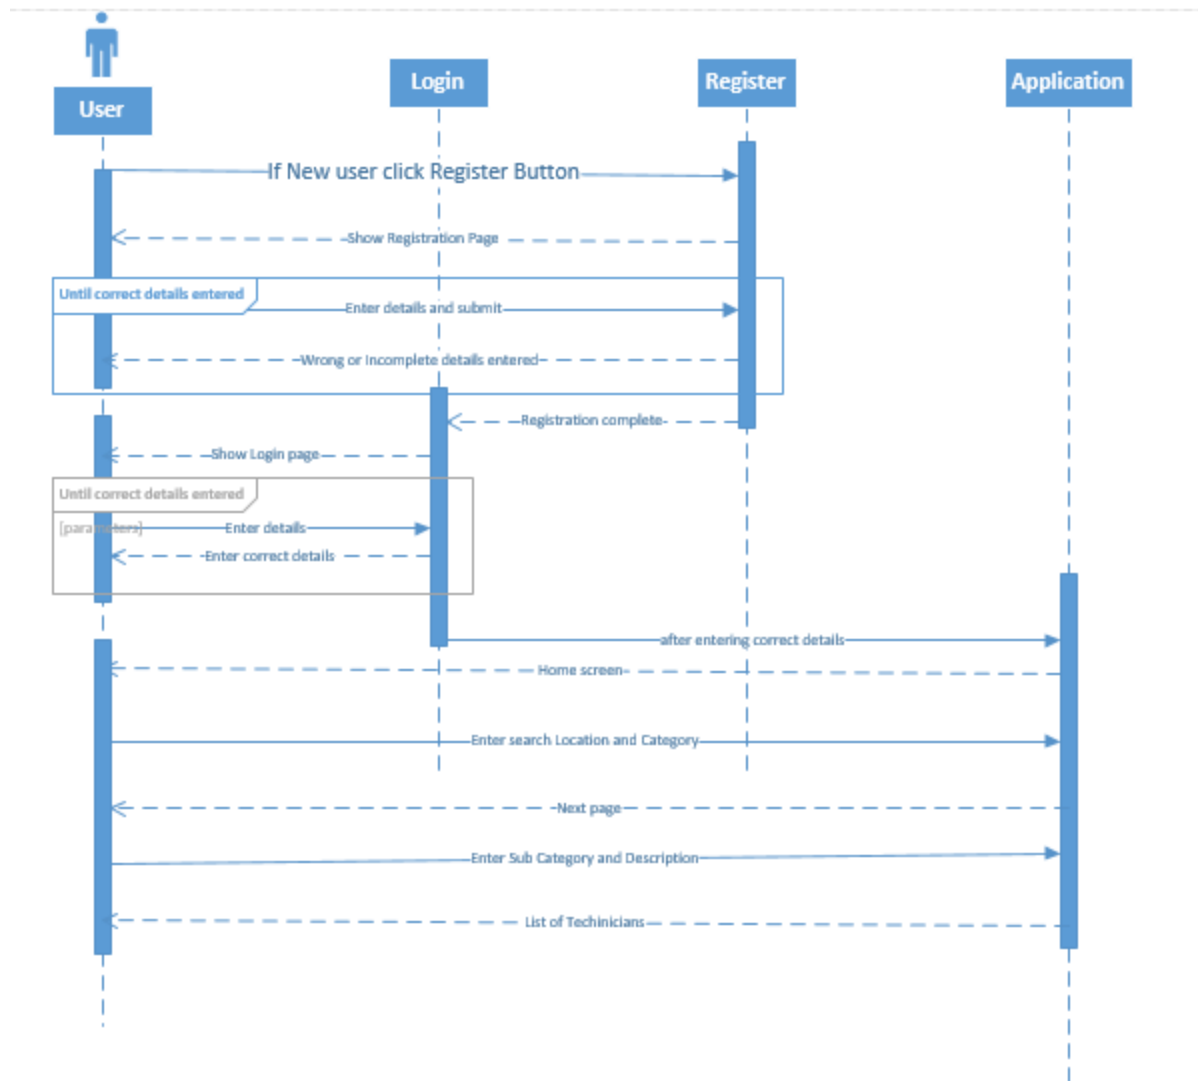 User
Login
Register
Application
If New user click Register Button
Show Registration Page
Until correct details entered
Enter details and submit
Wrong or Incomplete details entered
Registration complete
Show Login page
Until correct details entered
[parameters]
Enter details
Enter correct details
after entering correct details
Home screen
Enter search Location and Category
Next page
Enter Sub Category and Description
List of Techinicians